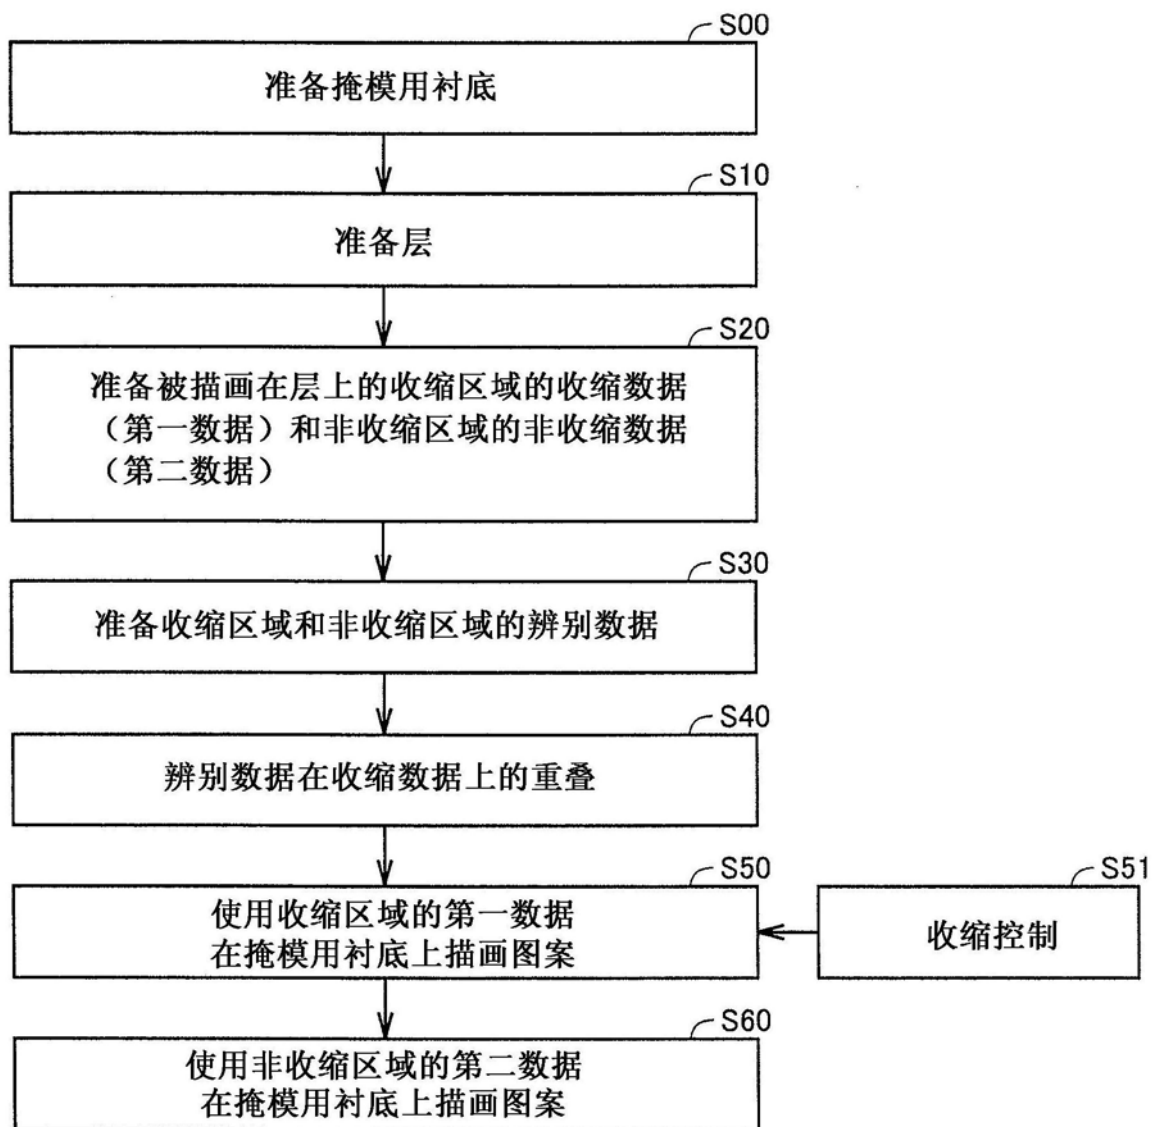 S00
准备掩模用衬底
S10
准备层
S20
准备被描画在层上的收缩区域的收缩数据
（第一数据）和非收缩区域的非收缩数据
（第二数据）
S30
准备收缩区域和非收缩区域的辨别数据
S40
辨别数据在收缩数据上的重叠
S50
使用收缩区域的第一数据
在掩模用衬底上描画图案
S51
收缩控制
S60
使用非收缩区域的第二数据
在掩模用衬底上描画图案